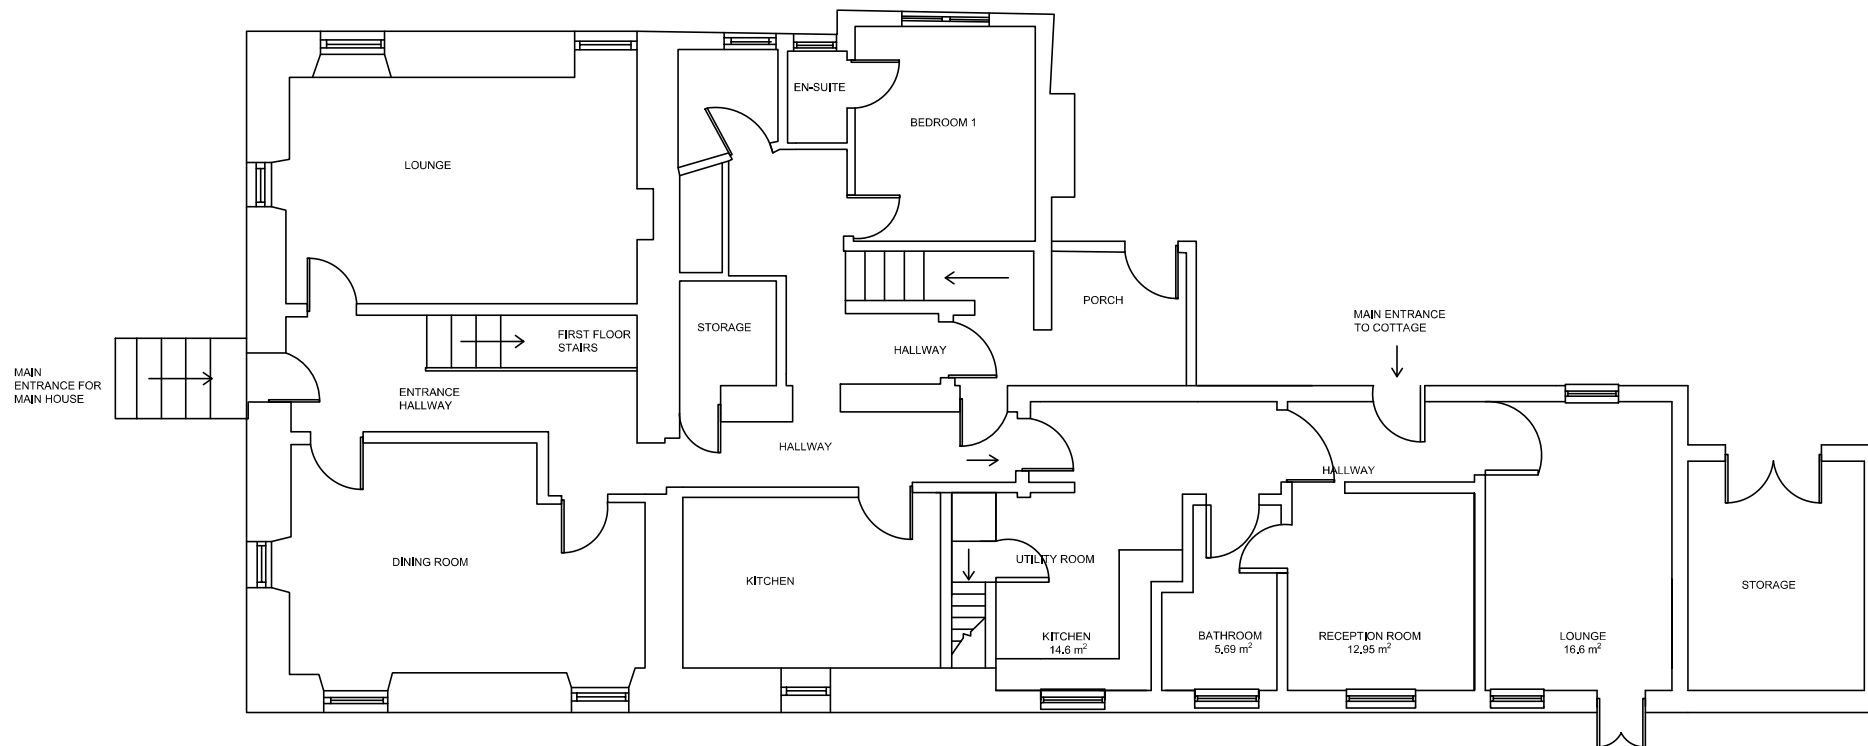 EN-SUITE
BEDROOM 1
LOUNGE
PORCH
STORAGE
FIRST FLOOR
STAIRS
HALLWAY
MAIN ENTRANCE
TO COTTAGE
MAIN
ENTRANCE FOR
MAIN HOUSE
ENTRANCE
HALLWAY
HALLWAY
HALLWAY
DINING ROOM
KITCHEN
UTILITY ROOM
STORAGE
KITCHEN
14.6 m²
BATHROOM
5.69 m²
RECEPTION ROOM
12.95 m²
LOUNGE
16.6 m²